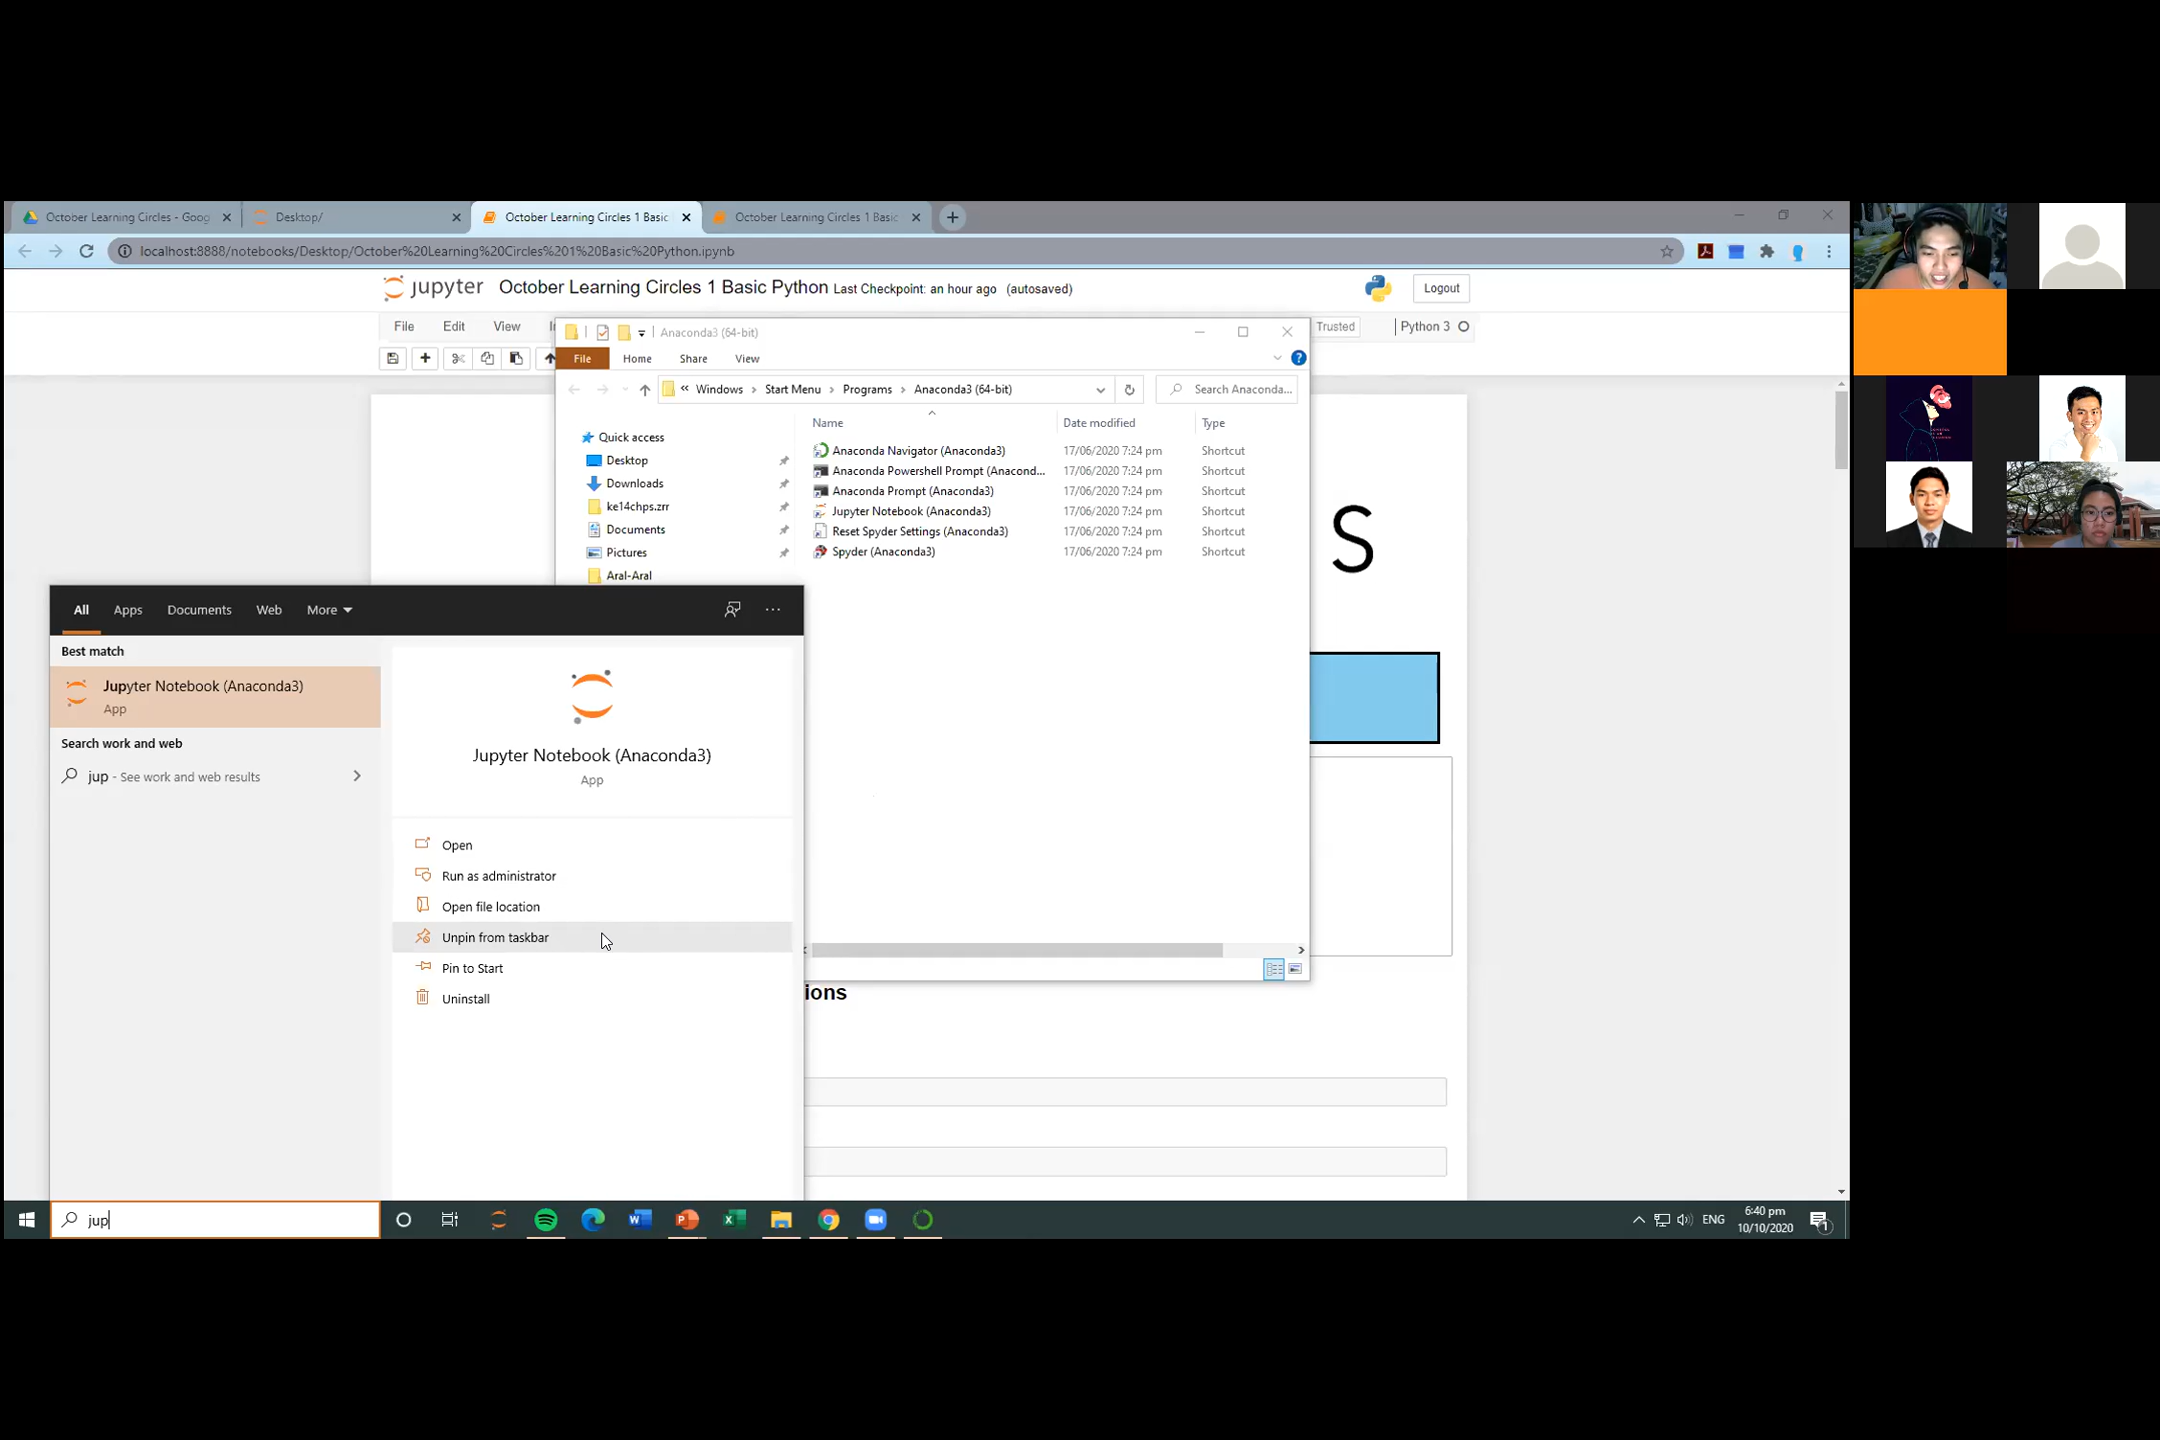 October Learning Circles - Goog
Desktop/
October Learning Circles 1 Basic
October Learning Circles 1 Basic
localhost:8888/notebooks/Desktop/October%20Learning%20Circles%201%20Basic%20Python.ipynb
jupyter October Learning Circles 1 Basic Python Last Checkpoint: an hour ago (autosaved)
Logout
File Edit View
Trusted Python 3
Anaconda3 (64-bit)
File Home Share View
« Windows > Start Menu > Programs > Anaconda3 (64-bit)
Search Anaconda...
Name Date modified Type
Quick access
Desktop
Downloads
ke14chps.zrr
Documents
Pictures
Aral-Aral
Anaconda Navigator (Anaconda3) 17/06/2020 7:24 pm Shortcut
Anaconda Powershell Prompt (Anacond... 17/06/2020 7:24 pm Shortcut
Anaconda Prompt (Anaconda3) 17/06/2020 7:24 pm Shortcut
Jupyter Notebook (Anaconda3) 17/06/2020 7:24 pm Shortcut
Reset Spyder Settings (Anaconda3) 17/06/2020 7:24 pm Shortcut
Spyder (Anaconda3) 17/06/2020 7:24 pm Shortcut
S
All Apps Documents Web More
Best match
Jupyter Notebook (Anaconda3)
App
Search work and web
jup - See work and web results
Jupyter Notebook (Anaconda3)
App
Open
Run as administrator
Open file location
Unpin from taskbar
Pin to Start
Uninstall
ions
jup
ENG
6:40 pm
10/10/2020
1